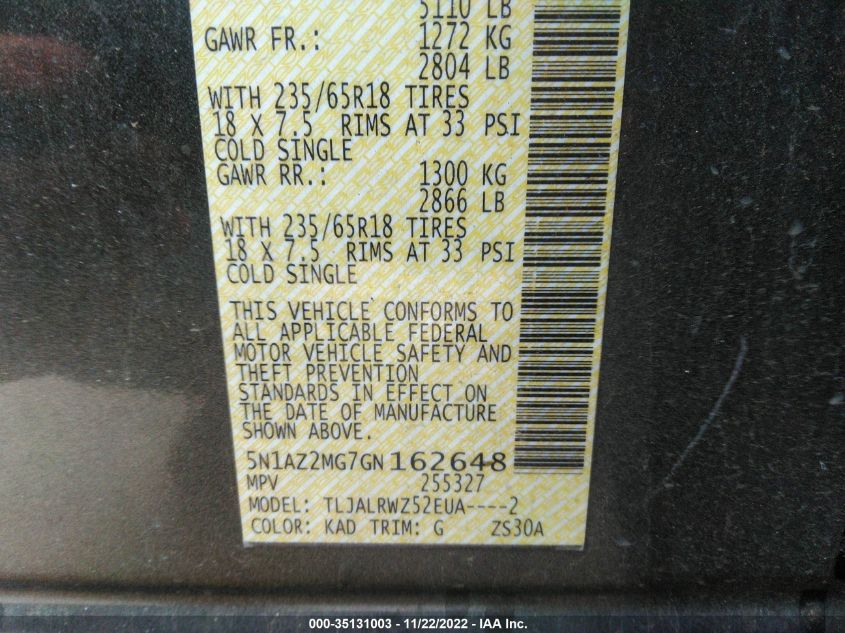 5110 LB
GAWR FR.: 1272 KG
2804 LB
WITH 235/65R18 TIRES
18 X 7.5 RIMS AT 33 PSI
COLD SINGLE
GAWR RR.: 1300 KG
2866 LB
WITH 235/65R18 TIRES
18 X 7.5 RIMS AT 33 PSI
COLD SINGLE
THIS VEHICLE CONFORMS TO
ALL APPLICABLE FEDERAL
MOTOR VEHICLE SAFETY AND
THEFT PREVENTION
STANDARDS IN EFFECT ON
THE DATE OF MANUFACTURE
SHOWN ABOVE.
5N1AZ2MG7GN162648
MPV 255327
MODEL: TLJALRWZ52EUA----2
COLOR: KAD TRIM: G ZS30A
000-35131003 - 11/22/2022 - IAA Inc.